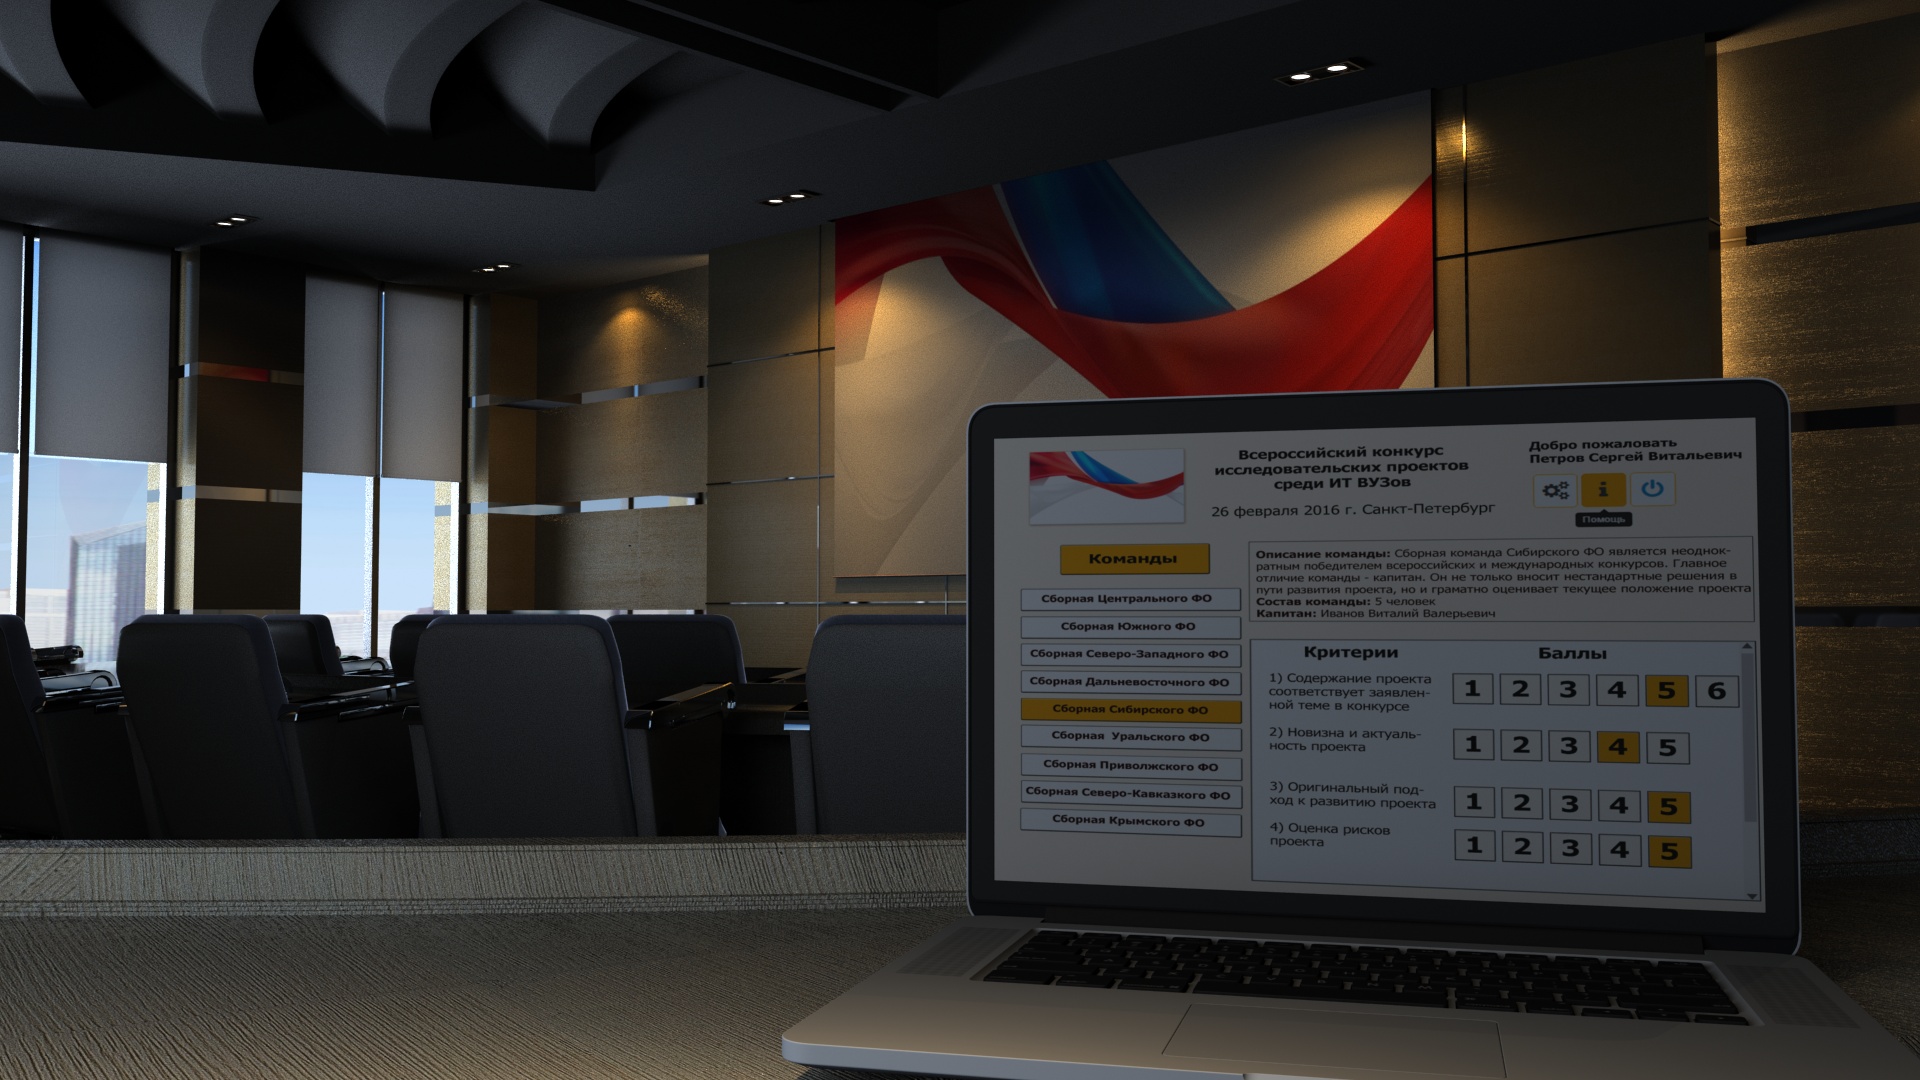 Всероссийский конкурс
исследовательских проектов
среди ИТ ВУЗов
26 февраля 2016 г. Санкт-Петербург
Добро пожаловать
Петров Сергей Витальевич
i
Помощь
Команды
Сборная Центрального ФО
Сборная Южного ФО
Сборная Северо-Западного ФО
Сборная Дальневосточного ФО
Сборная Сибирского ФО
Сборная Уральского ФО
Сборная Приволжского ФО
Сборная Северо-Кавказкого ФО
Сборная Крымского ФО
Описание команды: Сборная команда Сибирского ФО является неоднок-
ратным победителем всероссийских и международных конкурсов. Главное
отличие команды - капитан. Он не только вносит нестандартные решения в
пути развития проекта, но и граматно оценивает текущее положение проекта
Состав команды: 5 человек
Капитан: Иванов Виталий Валерьевич
Критерии Баллы
1) Содержание проекта
соответствует заявлен-
ной теме в конкурсе
1 2 3 4 5 6
2) Новизна и актуаль-
ность проекта
1 2 3 4 5
3) Оригинальный под-
ход к развитию проекта
1 2 3 4 5
4) Оценка рисков
проекта
1 2 3 4 5